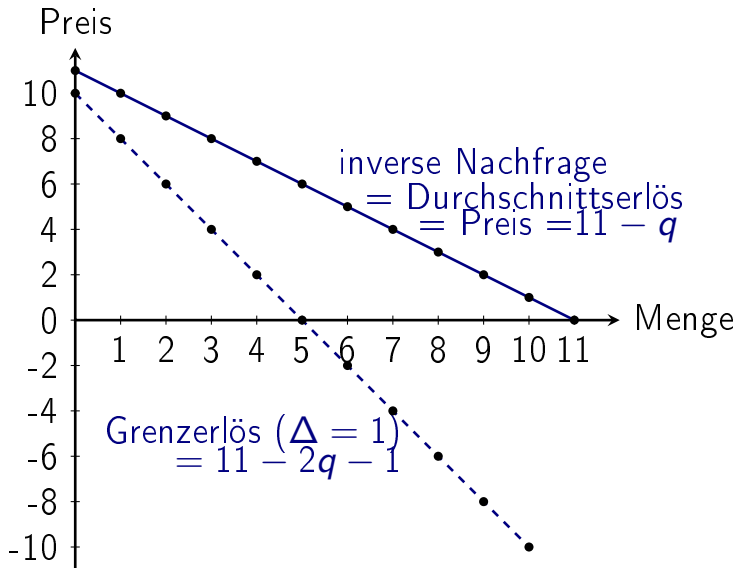 Preis
10
8
6
4
2
0
-2
-4
-6
-8
-10
inverse Nachfrage
= Durchschnittserlös
= Preis =11 − q
Menge
1 2 3 4 5 6 7 8 9 10 11
Grenzerlös (Δ = 1)
= 11 − 2q − 1